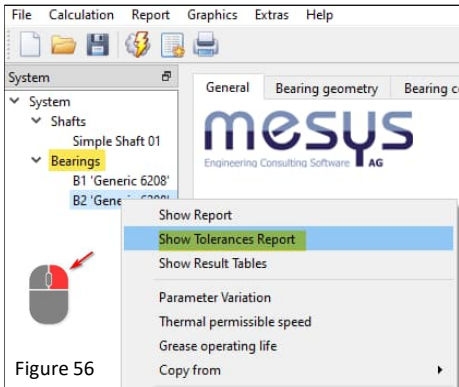 File Calculation Report Graphics Extras Help
System
General Bearing geometry Bearing c
System
Shafts
Simple Shaft 01
Bearings
B1 'Generic 6208'
B2 'Gene
mesys
Engineering Consulting Software AG
Show Report
Show Tolerances Report
Show Result Tables
Parameter Variation
Thermal permissible speed
Grease operating life
Copy from
Figure 56